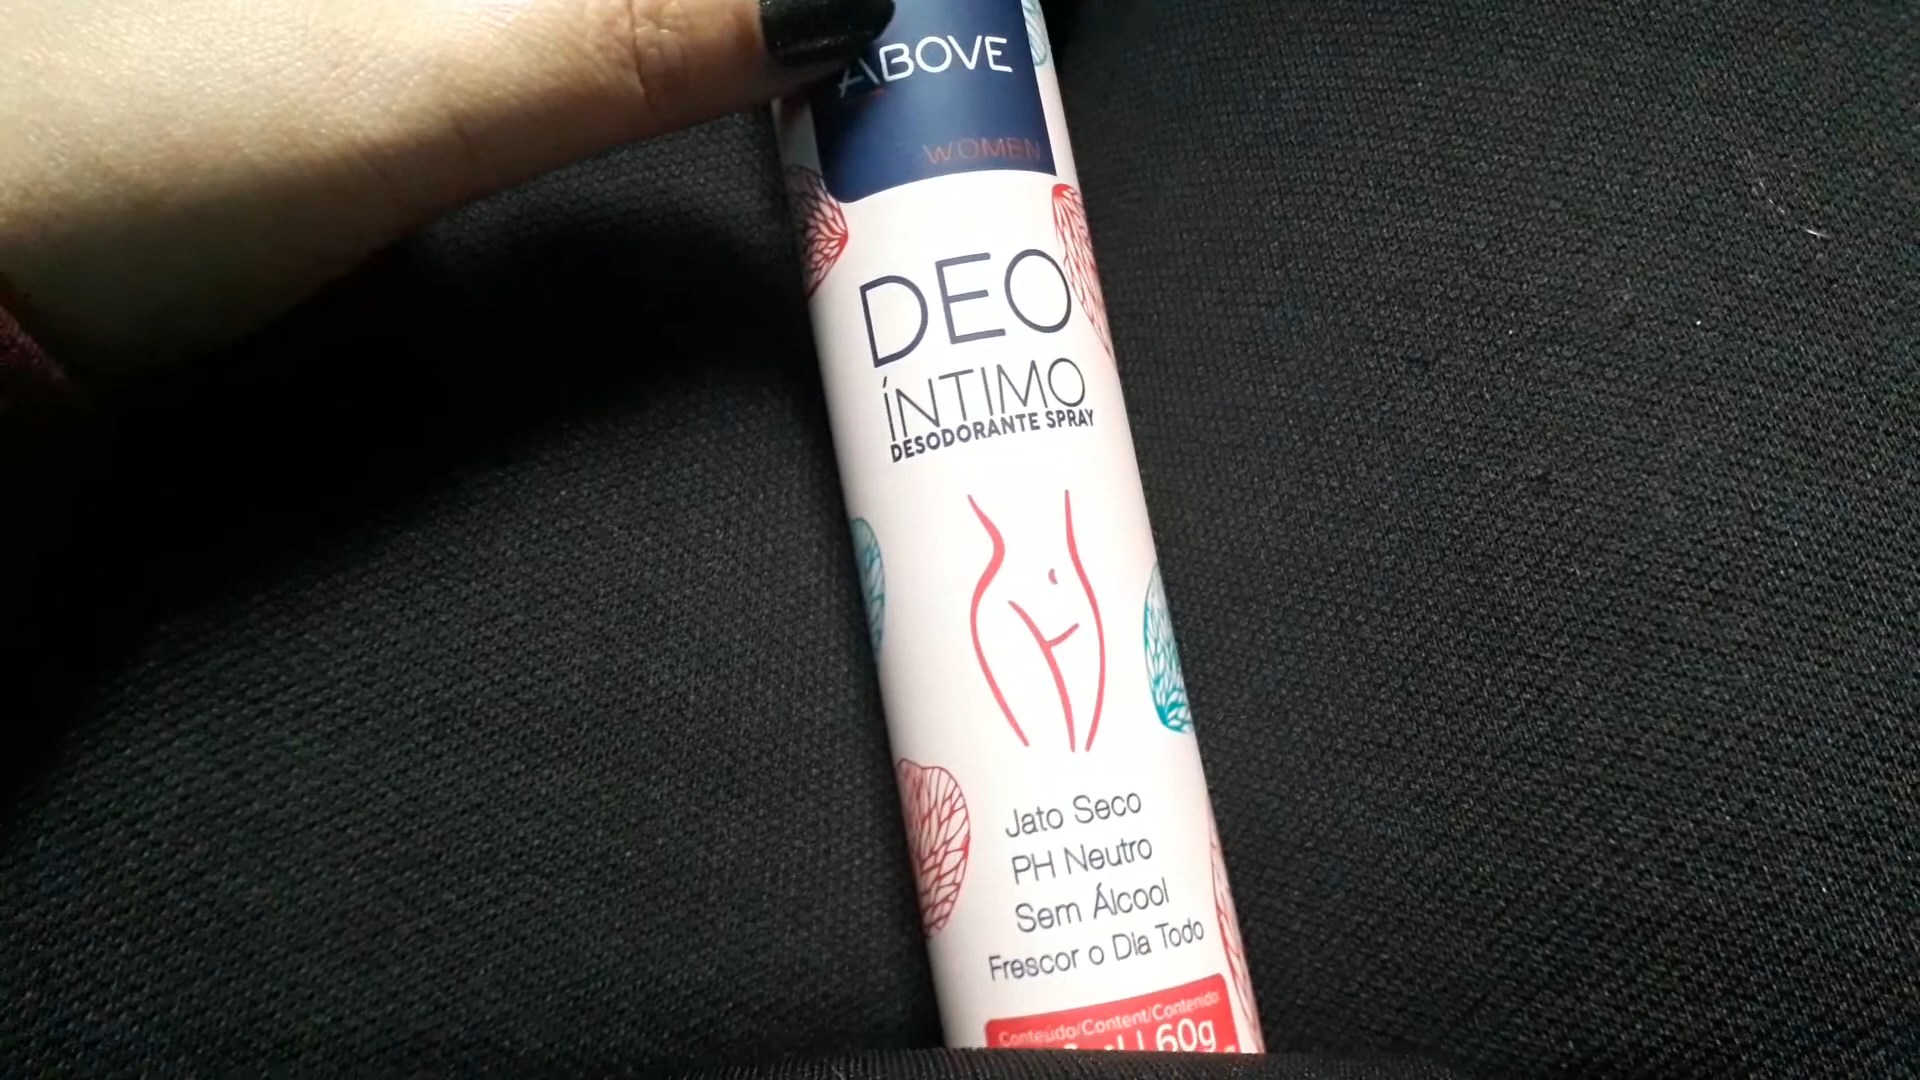 ABOVE
WOMEN
DEO
ÍNTIMO
DESODORANTE SPRAY
Jato Seco
PH Neutro
Sem Álcool
Frescor o Dia Todo
Conteúdo/Content/Contenido
60g